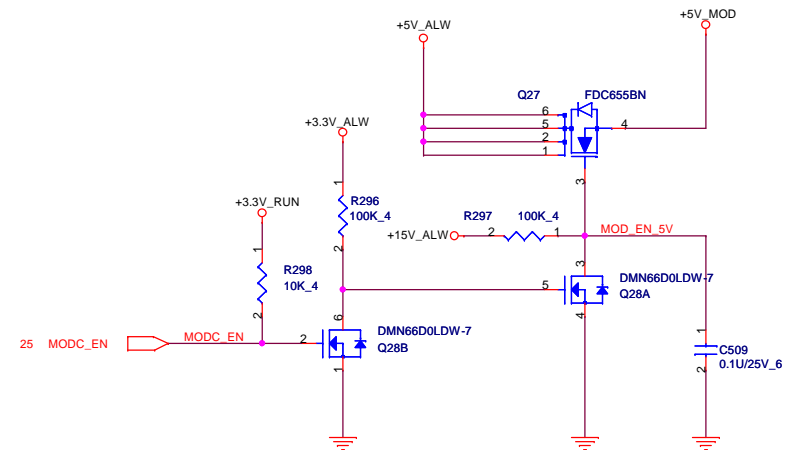 +5V_ALW
+5V_MOD
Q27
FDC655BN
6
5
2
1
4
3
+3.3V_ALW
1
R296
100K_4
2
+3.3V_RUN
1
R298
10K_4
2
+15V_ALW
2
R297
100K_4
1
MOD_EN_5V
3
5
DMN66D0LDW-7
Q28A
4
25 MODC_EN
MODC_EN
2
6
DMN66D0LDW-7
Q28B
1
1
C509
0.1U/25V_6
2